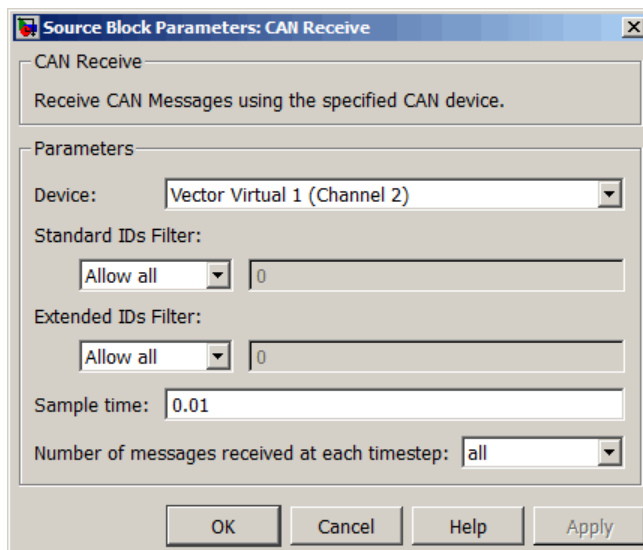 Source Block Parameters: CAN Receive
CAN Receive
Receive CAN Messages using the specified CAN device.
Parameters
Device: Vector Virtual 1 (Channel 2)
Standard IDs Filter:
Allow all 0
Extended IDs Filter:
Allow all 0
Sample time: 0.01
Number of messages received at each timestep: all
OK Cancel Help Apply